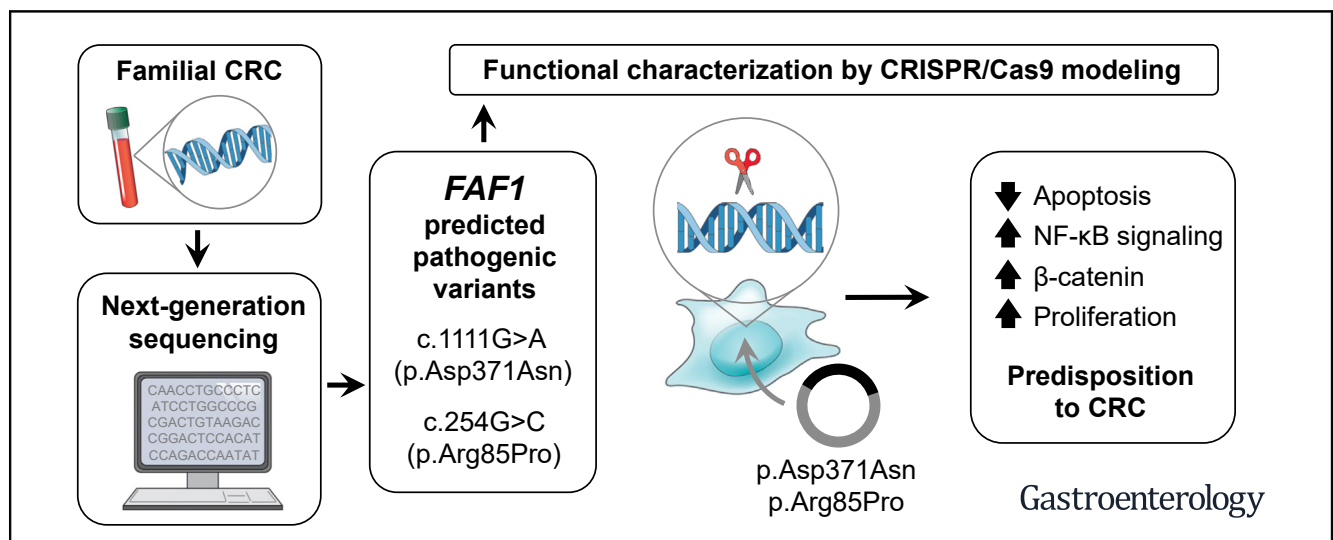 Familial CRC
Next-generation
sequencing
CAACCTGCCCTC
ATCCTGGCCCG
CGACTGTAAGAC
CGGACTCCACAT
CCAGACCAATAT
FAF1
predicted
pathogenic
variants
c.1111G>A
(p.Asp371Asn)
c.254G>C
(p.Arg85Pro)
Functional characterization by CRISPR/Cas9 modeling
p.Asp371Asn
p.Arg85Pro
Apoptosis
NF-κB signaling
β-catenin
Proliferation
Predisposition
to CRC
Gastroenterology